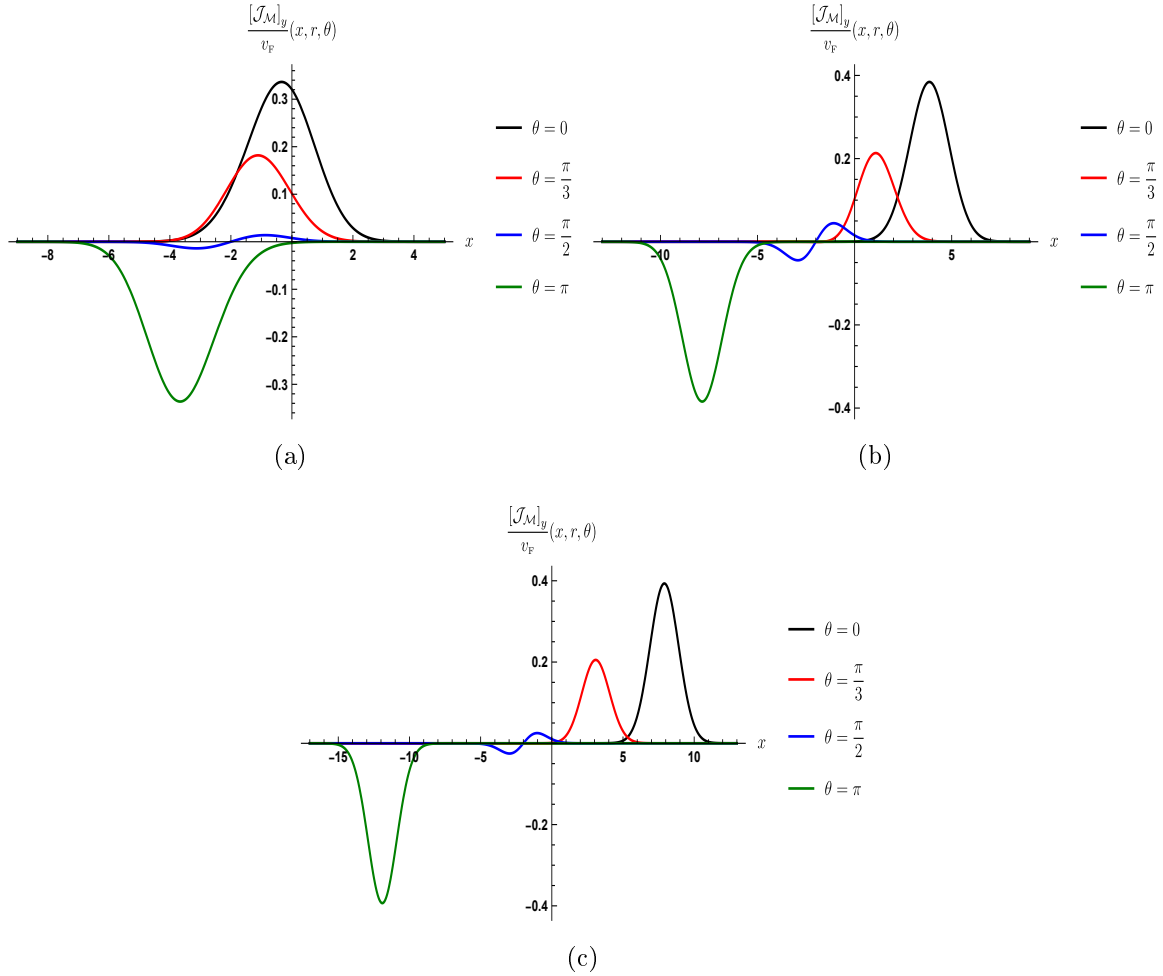 [𝒥_ℳ]_y
v_F (x, r, θ)
0.3
0.2
0.1
-0.1
-0.2
-0.3
-8 -6 -4 -2 2 4 x
θ = 0
θ = π/3
θ = π/2
θ = π
(a)
[𝒥_ℳ]_y
v_F (x, r, θ)
0.4
0.2
-0.2
-0.4
-10 -5 5 x
θ = 0
θ = π/3
θ = π/2
θ = π
(b)
[𝒥_ℳ]_y
v_F (x, r, θ)
0.4
0.2
-0.2
-0.4
-15 -10 -5 5 10 x
θ = 0
θ = π/3
θ = π/2
θ = π
(c)